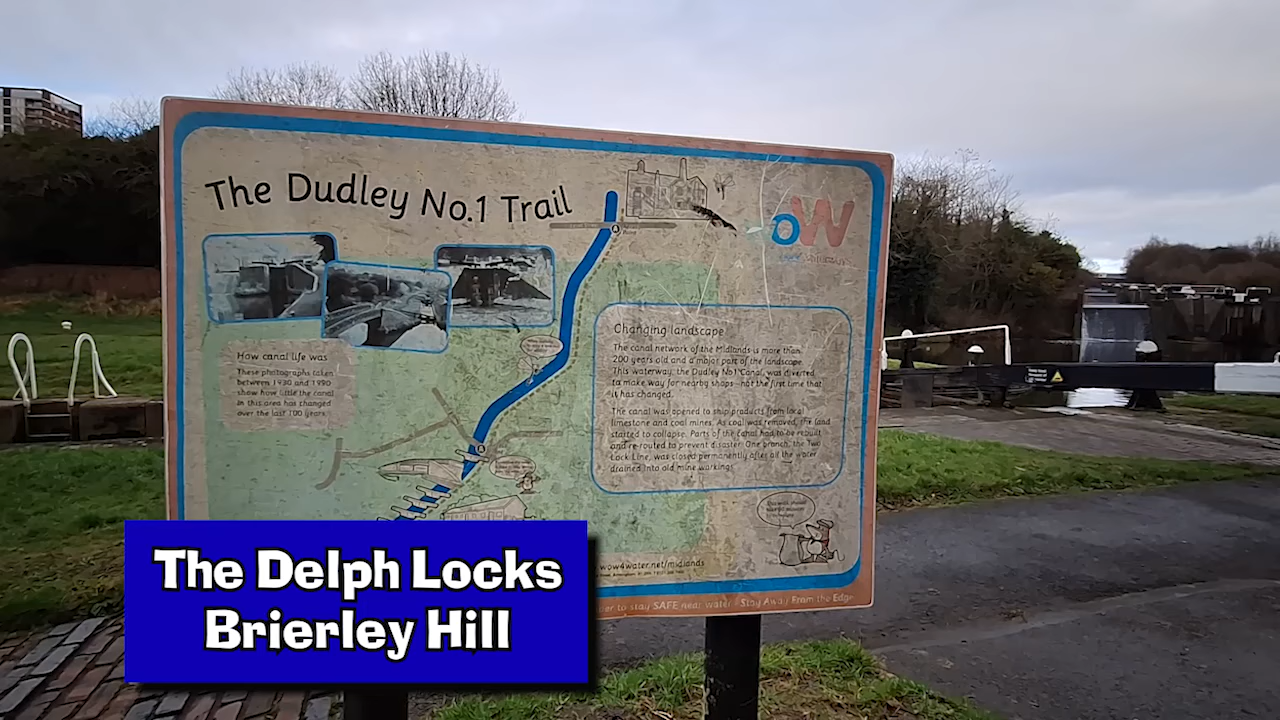 The Dudley No.1 Trail
oW
How canal life was
These photographs taken
between 1930 and 1990
show how little the canal
in this area has changed
over the last 100 years.
Changing landscape
The canal network of the Midlands is more than
200 years old and a major part of the landscape.
This waterway, the Dudley No1 Canal, was diverted
to make way for nearby shops - not the first time that
it has changed.
The canal was opened to ship products from local
limestone and coal mines. As coal was removed, the land
started to collapse. Parts of the canal had to be rebuilt
and re-routed to prevent disaster. One branch, the Two
Lock Line, was closed permanently after all the water
drained into old mine workings.
wow4water.net/midlands
to stay SAFE near water - Stay Away From the Edge
The Delph Locks
Brierley Hill